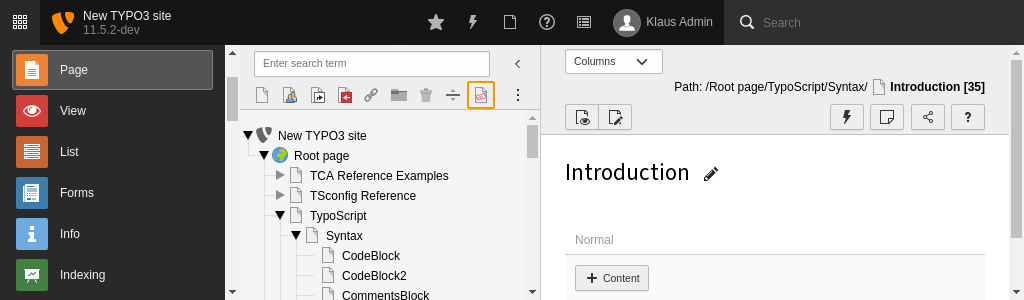 New TYPO3 site
11.5.2-dev
Klaus Admin
Search
Page
View
List
Forms
Info
Indexing
Enter search term
New TYPO3 site
Root page
TCA Reference Examples
TSconfig Reference
TypoScript
Syntax
CodeBlock
CodeBlock2
CommentsBlock
Columns
Path: /Root page/TypoScript/Syntax/ Introduction [35]
Introduction
Normal
+ Content